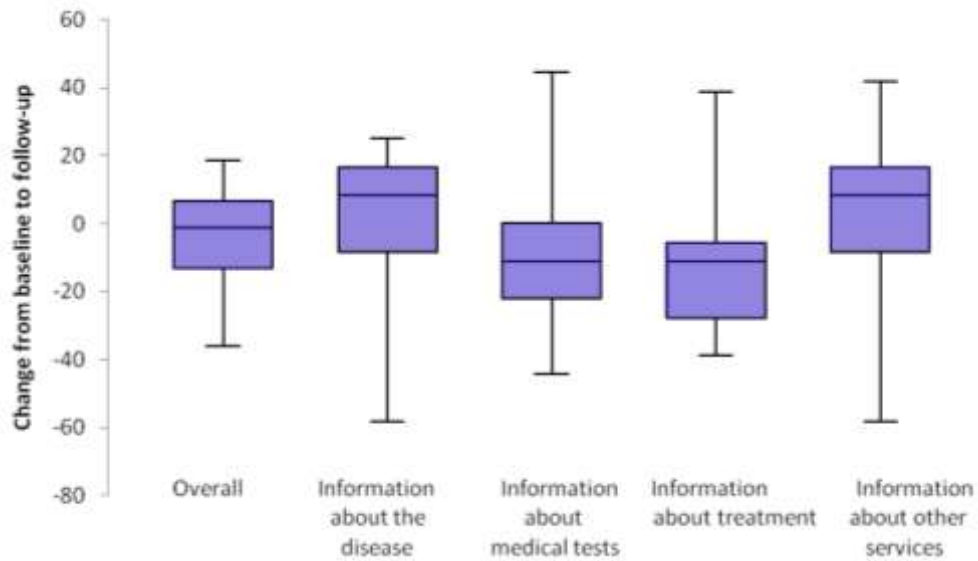 Change from baseline to follow-up
60
40
20
0
-20
-40
-60
-80
Overall
Information
about the
disease
Information
about
medical tests
Information
about treatment
Information
about other
services